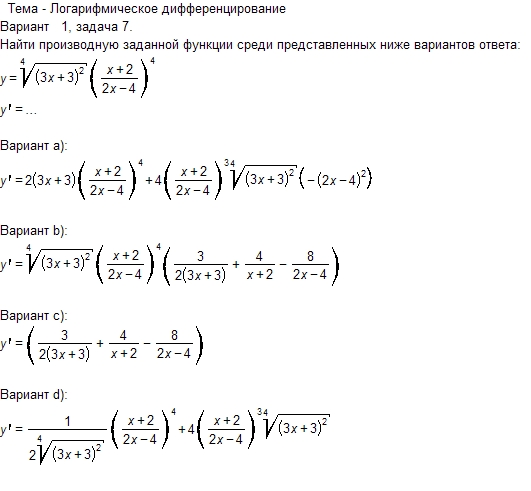 Тема - Логарифмическое дифференцирование
Вариант 1, задача 7.
Найти производную заданной функции среди представленных ниже вариантов ответа:
y = \sqrt[4]{(3x+3)^2} \left( \frac{x+2}{2x-4} \right)^4
y' = ...
Вариант a):
y' = 2(3x+3) \left( \frac{x+2}{2x-4} \right)^4 + 4 \left( \frac{x+2}{2x-4} \right)^3 \sqrt[4]{(3x+3)^2} \left( -(2x-4)^2 \right)
Вариант b):
y' = \sqrt[4]{(3x+3)^2} \left( \frac{x+2}{2x-4} \right)^4 \left( \frac{3}{2(3x+3)} + \frac{4}{x+2} - \frac{8}{2x-4} \right)
Вариант c):
y' = \left( \frac{3}{2(3x+3)} + \frac{4}{x+2} - \frac{8}{2x-4} \right)
Вариант d):
y' = \frac{1}{2\sqrt[4]{(3x+3)^2}} \left( \frac{x+2}{2x-4} \right)^4 + 4 \left( \frac{x+2}{2x-4} \right)^3 \sqrt[4]{(3x+3)^2}